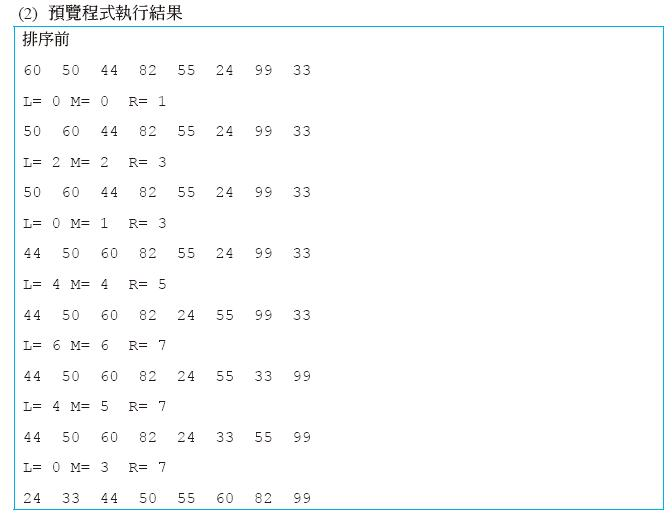 (2) 預覽程式執行結果
排序前
60 50 44 82 55 24 99 33
L= 0 M= 0 R= 1
50 60 44 82 55 24 99 33
L= 2 M= 2 R= 3
50 60 44 82 55 24 99 33
L= 0 M= 1 R= 3
44 50 60 82 55 24 99 33
L= 4 M= 4 R= 5
44 50 60 82 24 55 99 33
L= 6 M= 6 R= 7
44 50 60 82 24 55 33 99
L= 4 M= 5 R= 7
44 50 60 82 24 33 55 99
L= 0 M= 3 R= 7
24 33 44 50 55 60 82 99